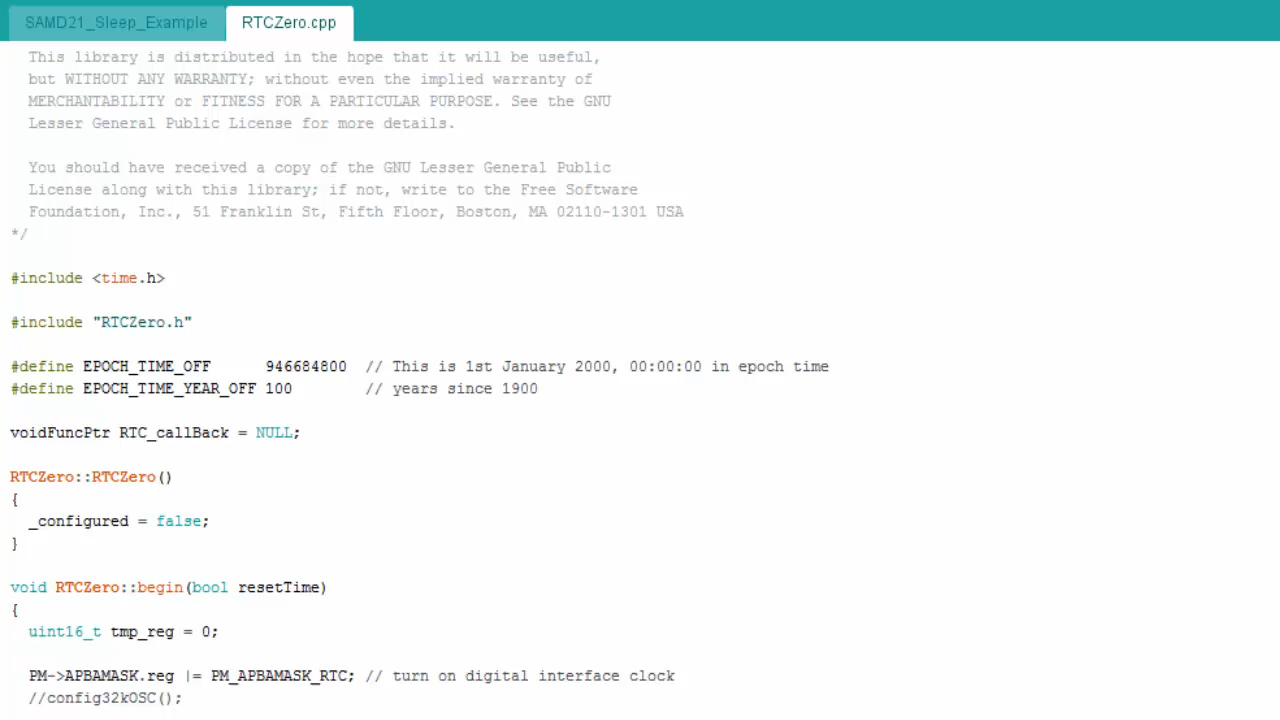 SAMD21_Sleep_Example RTCZero.cpp
This library is distributed in the hope that it will be useful,
but WITHOUT ANY WARRANTY; without even the implied warranty of
MERCHANTABILITY or FITNESS FOR A PARTICULAR PURPOSE. See the GNU
Lesser General Public License for more details.
You should have received a copy of the GNU Lesser General Public
License along with this library; if not, write to the Free Software
Foundation, Inc., 51 Franklin St, Fifth Floor, Boston, MA 02110-1301 USA
*/
#include <time.h>
#include "RTCZero.h"
#define EPOCH_TIME_OFF 946684800 // This is 1st January 2000, 00:00:00 in epoch time
#define EPOCH_TIME_YEAR_OFF 100 // years since 1900
voidFuncPtr RTC_callBack = NULL;
RTCZero::RTCZero()
{
_configured = false;
}
void RTCZero::begin(bool resetTime)
{
uint16_t tmp_reg = 0;
PM->APBAMASK.reg |= PM_APBAMASK_RTC; // turn on digital interface clock
//config32kOSC();